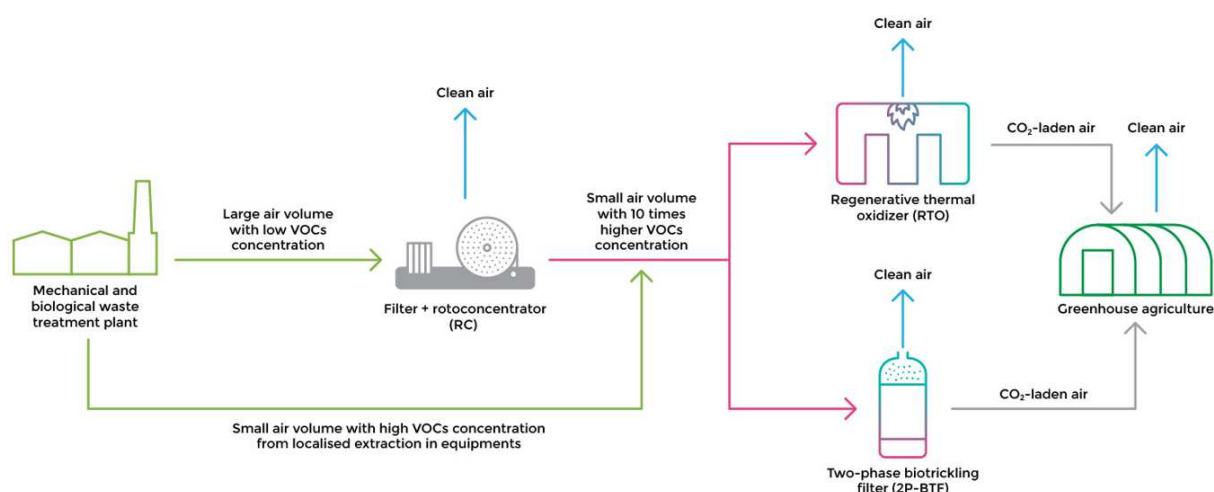 Mechanical and
biological waste
treatment plant
Large air volume
with low VOCs
concentration
Clean air
Filter + rotoconcentrator
(RC)
Small air volume
with 10 times
higher VOCs
concentration
Small air volume with high VOCs concentration
from localised extraction in equipments
Clean air
Regenerative thermal
oxidizer (RTO)
CO₂-laden air
Clean air
Two-phase biotrickling
filter (2P-BTF)
CO₂-laden air
Clean air
Greenhouse agriculture